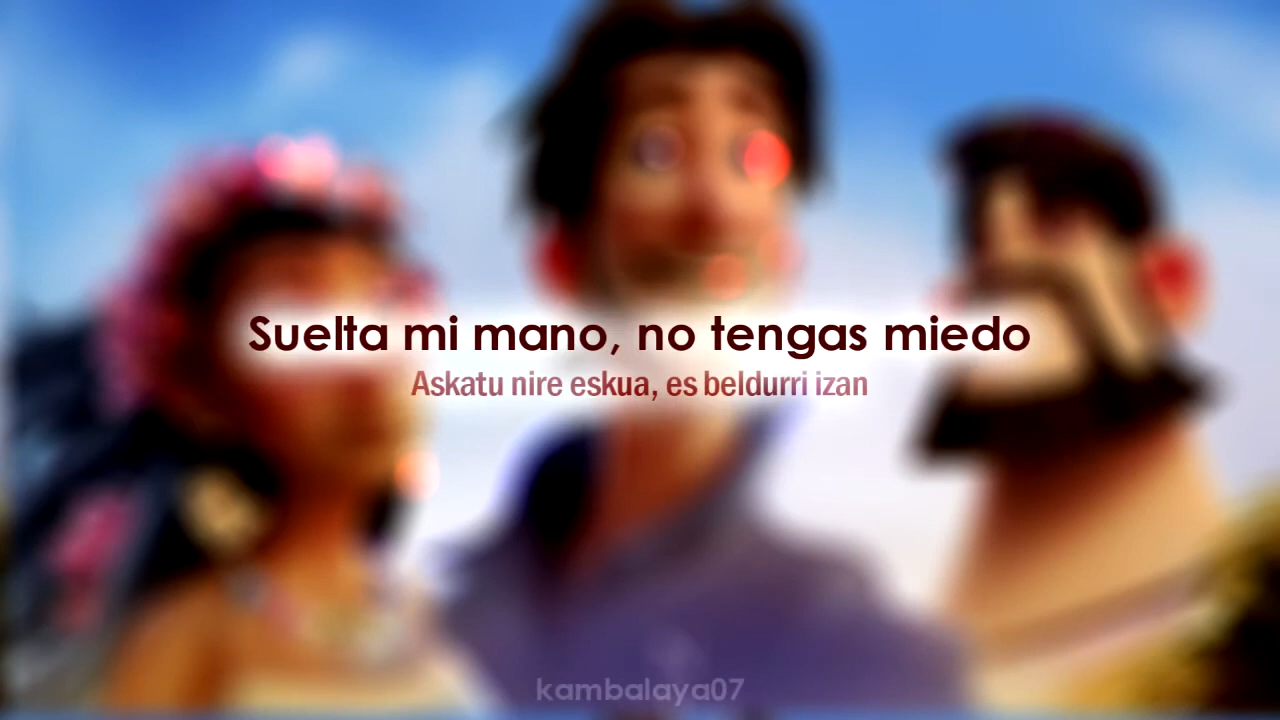 Suelta mi mano, no tengas miedo
Askatu nire eskua, es beldurri izan
kambalaya07